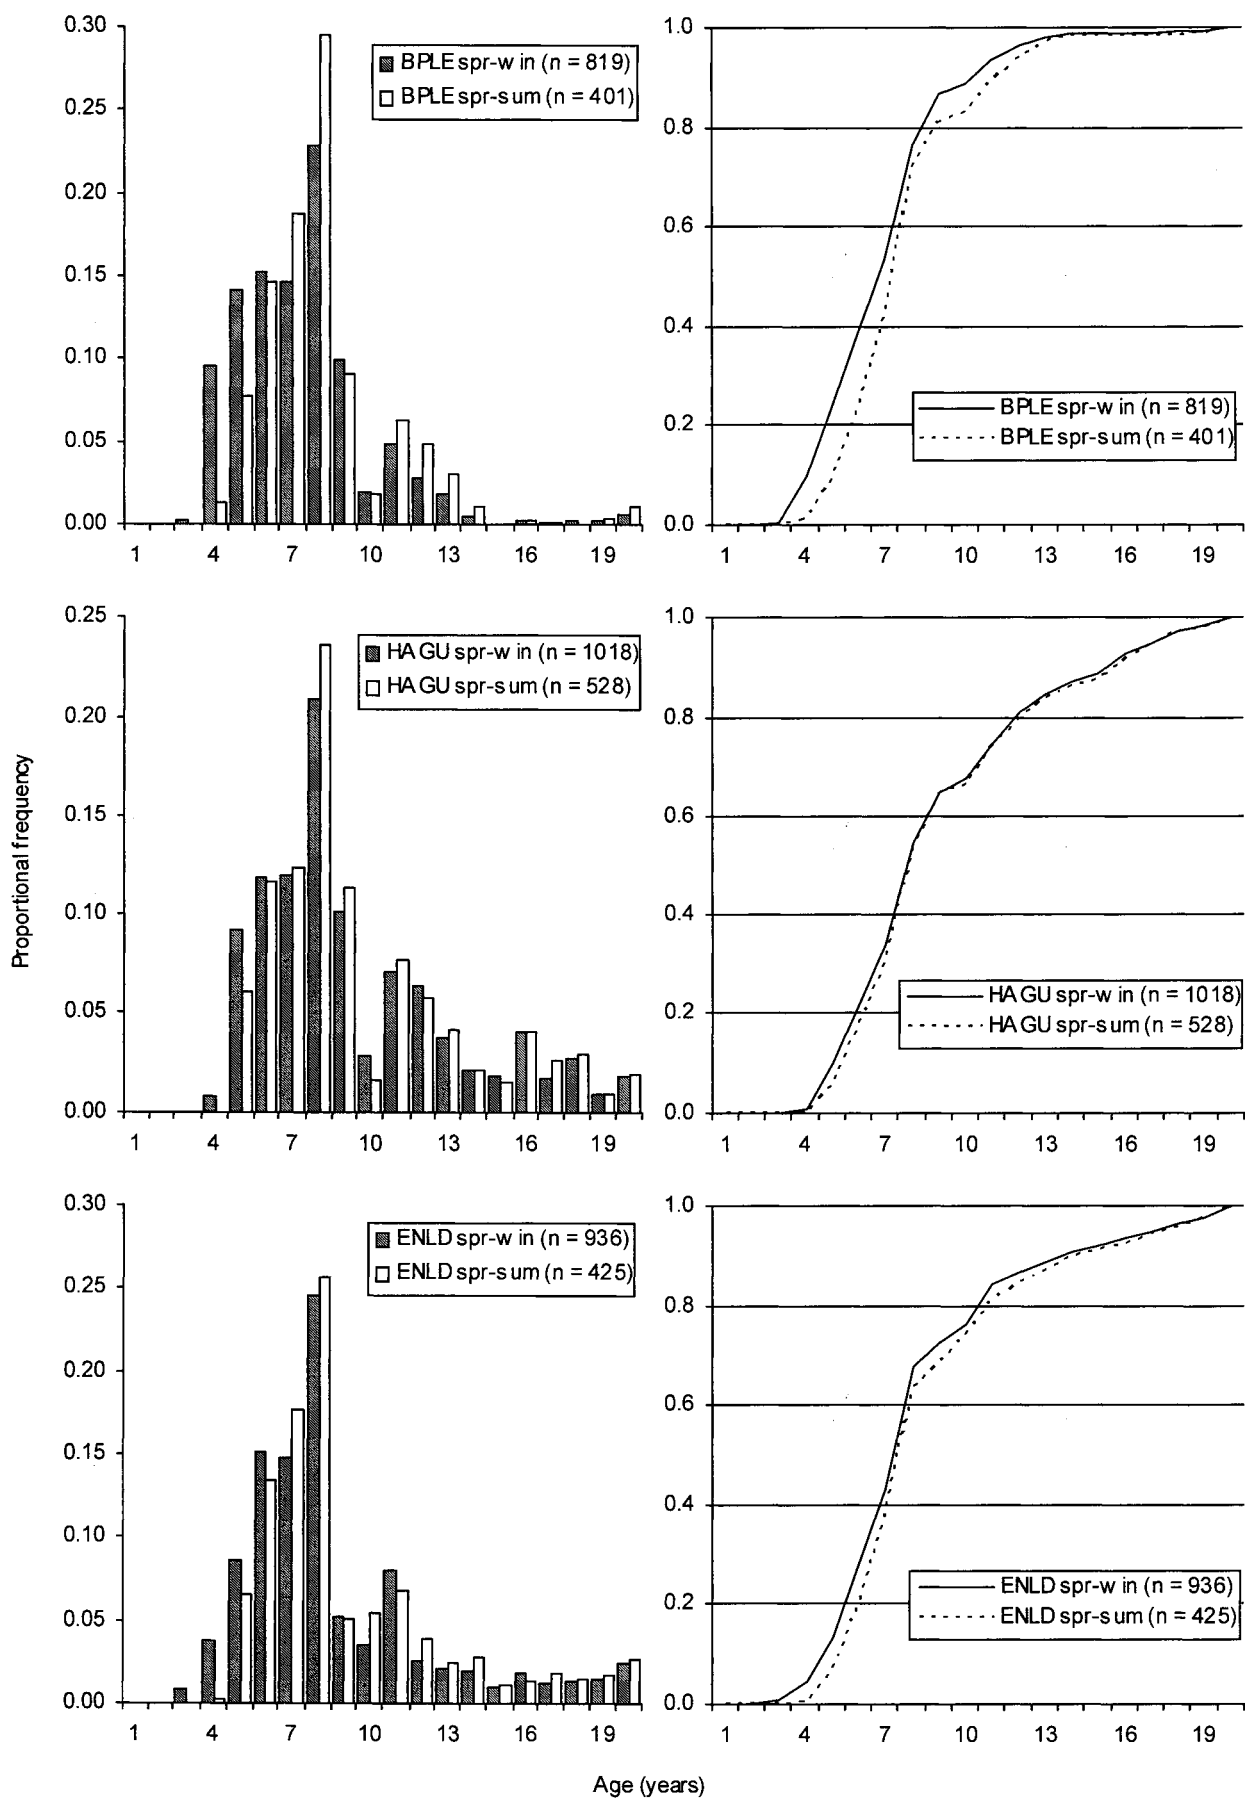 0.30
0.25
0.20
0.15
0.10
0.05
0.00
BPLE spr-win (n = 819)
BPLE spr-sum (n = 401)
1 4 7 10 13 16 19
1.0
0.8
0.6
0.4
0.2
0.0
BPLE spr-win (n = 819)
BPLE spr-sum (n = 401)
1 4 7 10 13 16 19
Proportional frequency
0.25
0.20
0.15
0.10
0.05
0.00
HAGU spr-win (n = 1018)
HAGU spr-sum (n = 528)
1 4 7 10 13 16 19
1.0
0.8
0.6
0.4
0.2
0.0
HAGU spr-win (n = 1018)
HAGU spr-sum (n = 528)
1 4 7 10 13 16 19
0.30
0.25
0.20
0.15
0.10
0.05
0.00
ENLD spr-win (n = 936)
ENLD spr-sum (n = 425)
1 4 7 10 13 16 19
1.0
0.8
0.6
0.4
0.2
0.0
ENLD spr-win (n = 936)
ENLD spr-sum (n = 425)
1 4 7 10 13 16 19
Age (years)